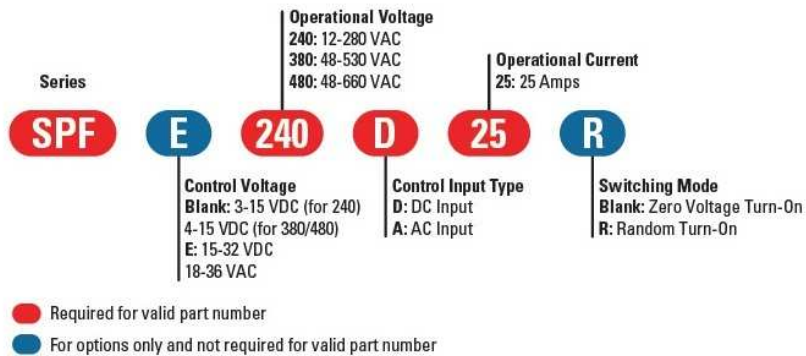 Operational Voltage
240: 12-280 VAC
380: 48-530 VAC
480: 48-660 VAC
Operational Current
25: 25 Amps
Series
SPF E 240 D 25 R
Control Voltage
Blank: 3-15 VDC (for 240)
4-15 VDC (for 380/480)
E: 15-32 VDC
18-36 VAC
Control Input Type
D: DC Input
A: AC Input
Switching Mode
Blank: Zero Voltage Turn-On
R: Random Turn-On
Required for valid part number
For options only and not required for valid part number